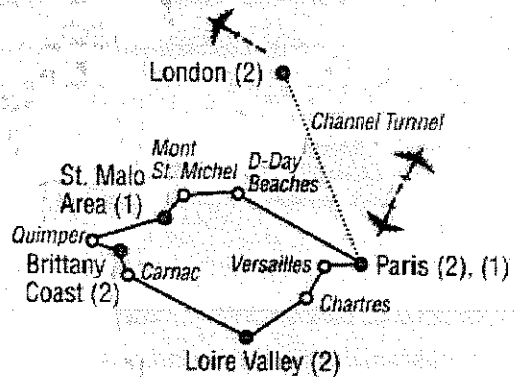 London (2)
Channel Tunnel
Mont
St. Michel
D-Day
Beaches
St. Malo
Area (1)
Quimper
Brittany
Coast (2)
Carnac
Versailles
Paris (2), (1)
Chartres
Loire Valley (2)